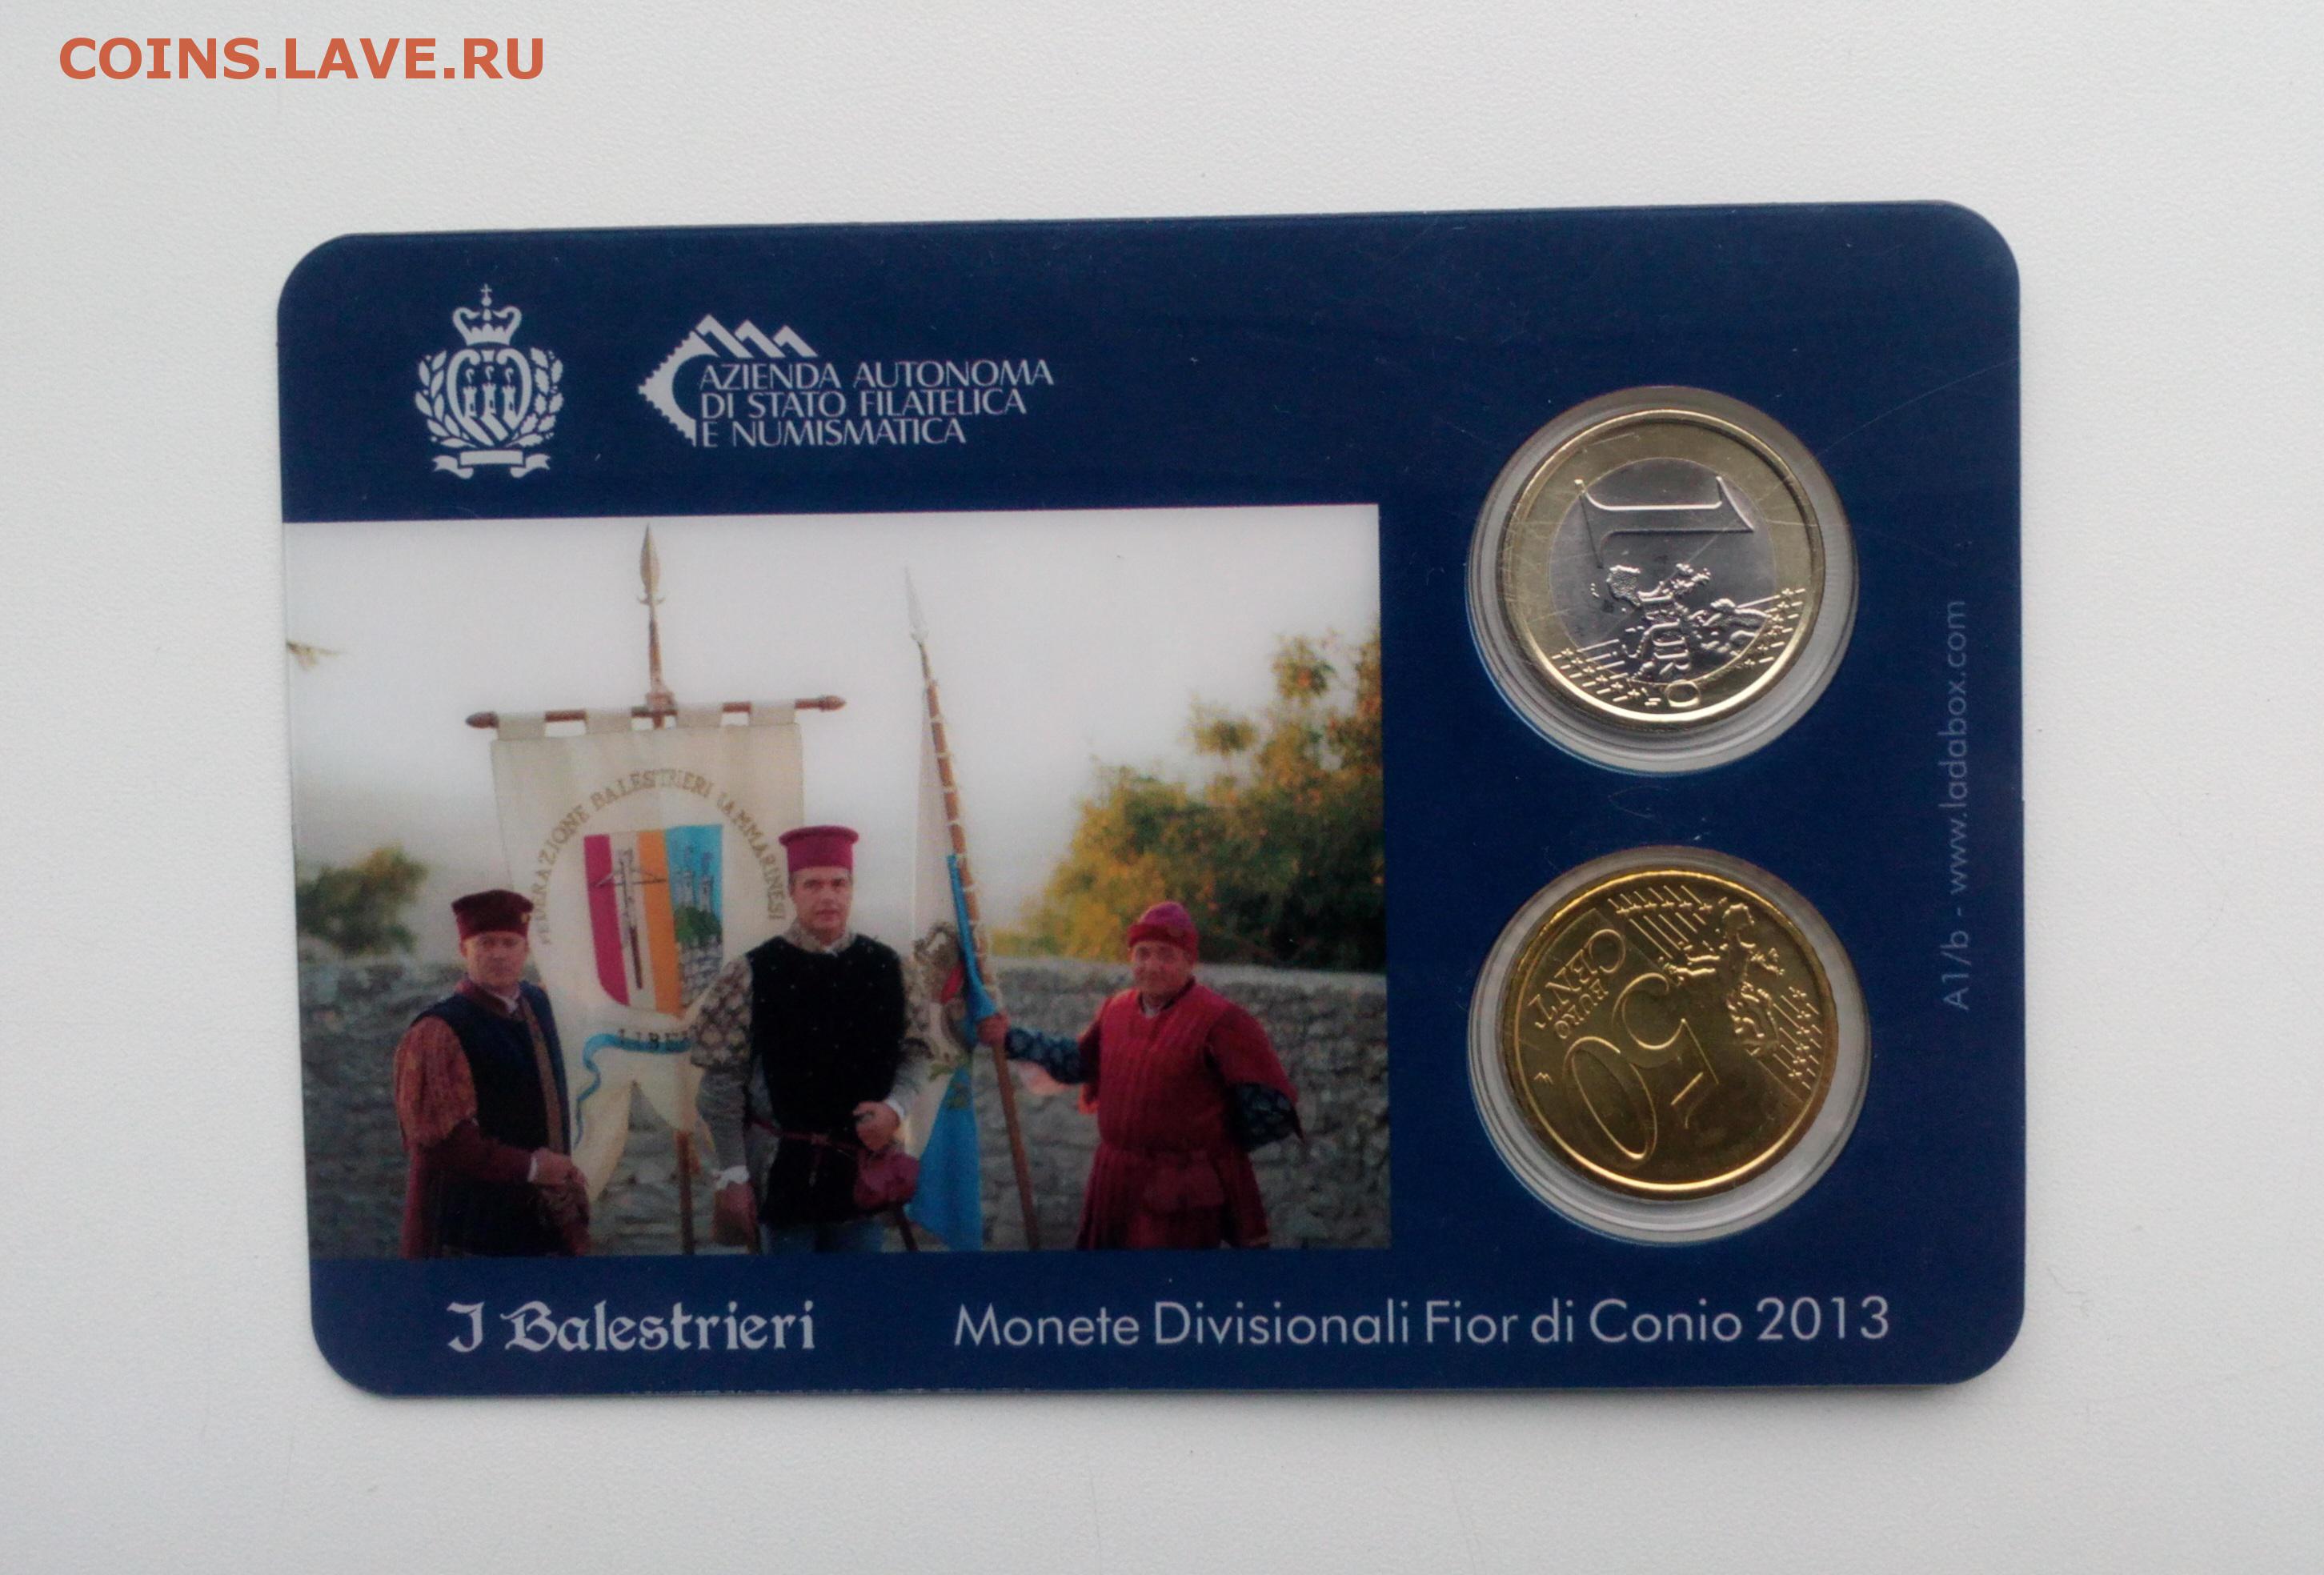 COINS.LAVE.RU
AZIENDA AUTONOMA
DI STATO FILATELICA
E NUMISMATICA
FEDERAZIONE BALESTRIERI SAMMARINESI
LIBER
1
EURO
50
EURO
CENT
A1/b - www.ladabox.com
I Balestrieri
Monete Divisionali Fior di Conio 2013